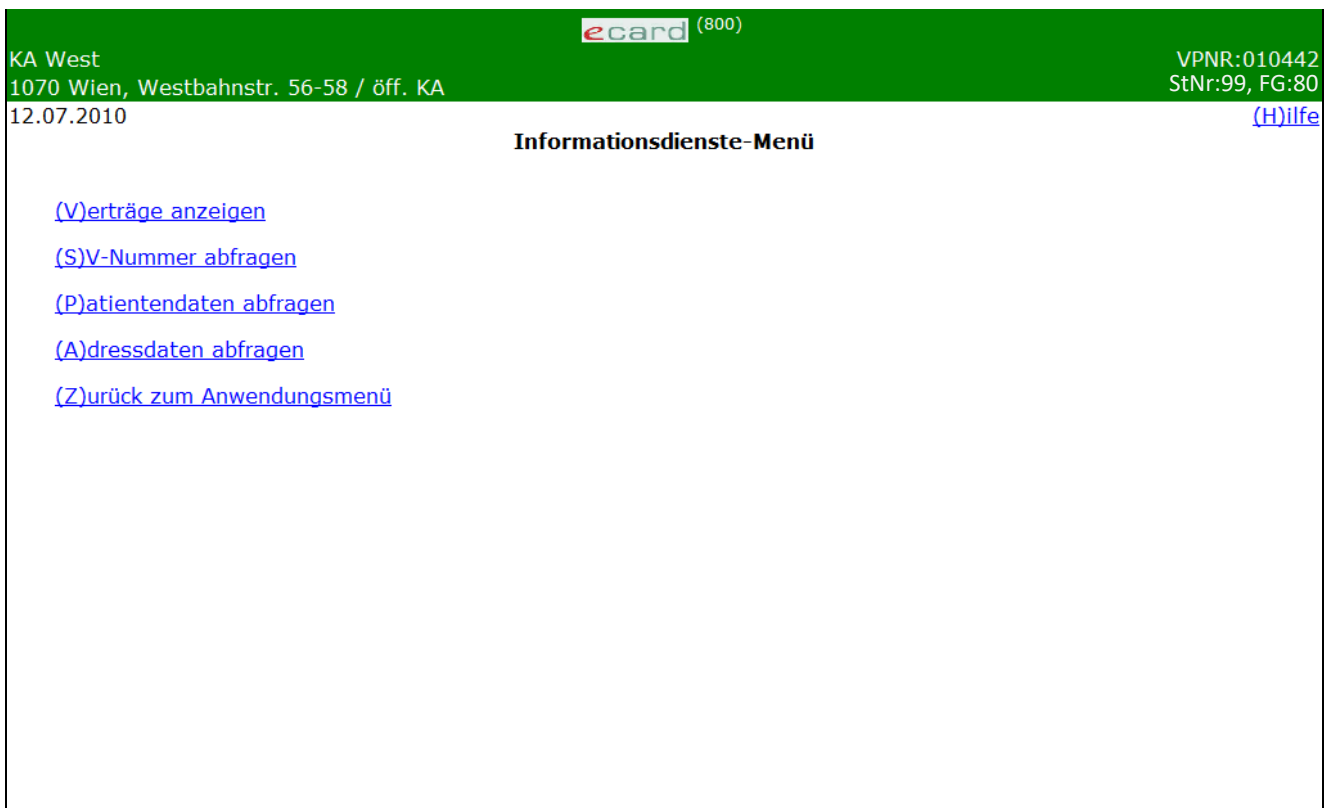 ecard (800)
KA West VPNR:010442
1070 Wien, Westbahnstr. 56-58 / öff. KA StNr:99, FG:80
12.07.2010 (H)ilfe
Informationsdienste-Menü
(V)erträge anzeigen
(S)V-Nummer abfragen
(P)atientendaten abfragen
(A)dressdaten abfragen
(Z)urück zum Anwendungsmenü